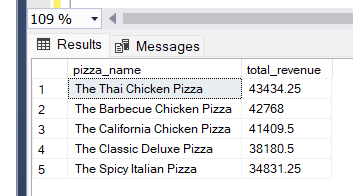 109 %
Results Messages
pizza_name total_revenue
1 The Thai Chicken Pizza 43434.25
2 The Barbecue Chicken Pizza 42768
3 The California Chicken Pizza 41409.5
4 The Classic Deluxe Pizza 38180.5
5 The Spicy Italian Pizza 34831.25